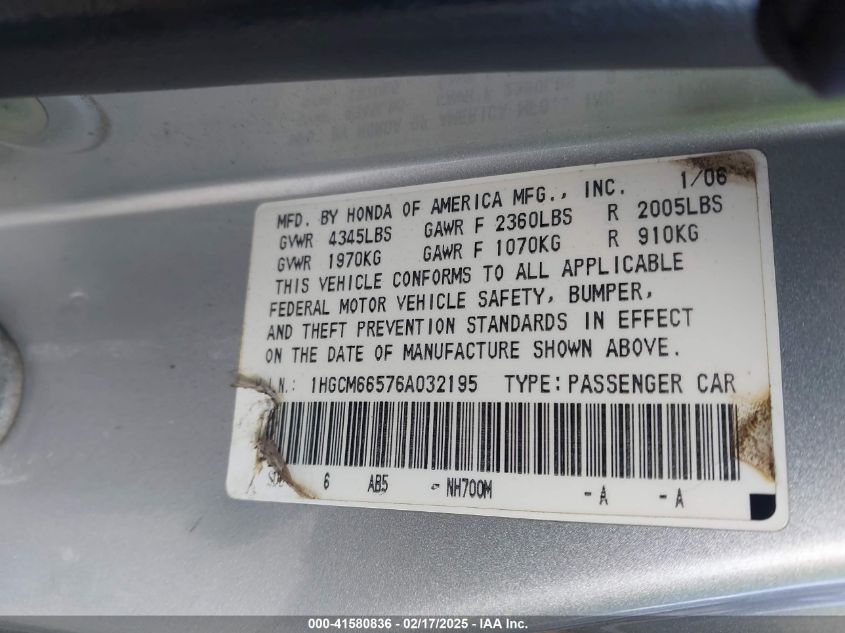 MFD. BY HONDA OF AMERICA MFG., INC. 1/06
GVWR 4345LBS GAWR F 2360LBS R 2005LBS
GVWR 1970KG GAWR F 1070KG R 910KG
THIS VEHICLE CONFORMS TO ALL APPLICABLE
FEDERAL MOTOR VEHICLE SAFETY, BUMPER,
AND THEFT PREVENTION STANDARDS IN EFFECT
ON THE DATE OF MANUFACTURE SHOWN ABOVE.
I.N.: 1HGCM66576A032195 TYPE: PASSENGER CAR
6 AB5 - NH700M - A - A
000-41580836 - 02/17/2025 - IAA Inc.